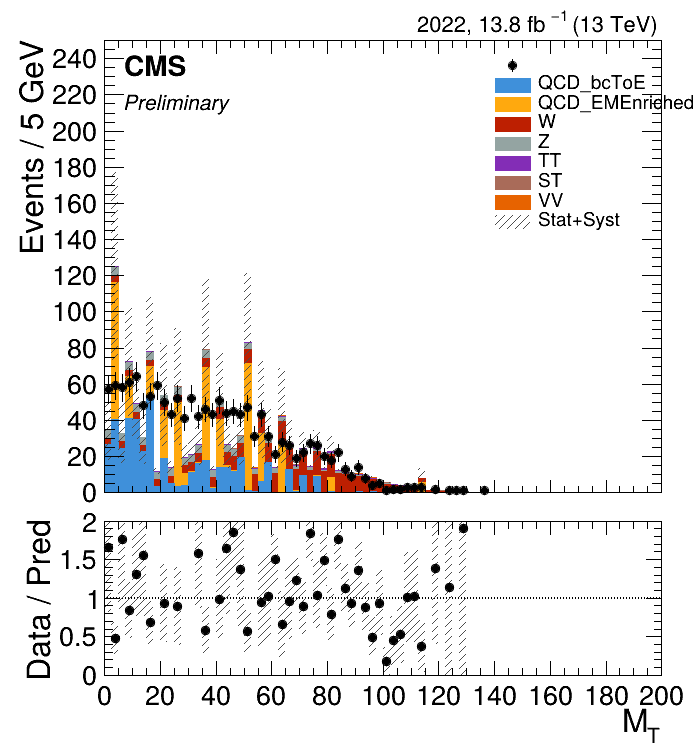 2022, 13.8 fb⁻¹ (13 TeV)
CMS
Preliminary
Events / 5 GeV
240
220
200
180
160
140
120
100
80
60
40
20
0
QCD_bcToE
QCD_EMEnriched
W
Z
TT
ST
VV
Stat+Syst
Data / Pred
2
1.5
1
0.5
0
0 20 40 60 80 100 120 140 160 180 200
M_T